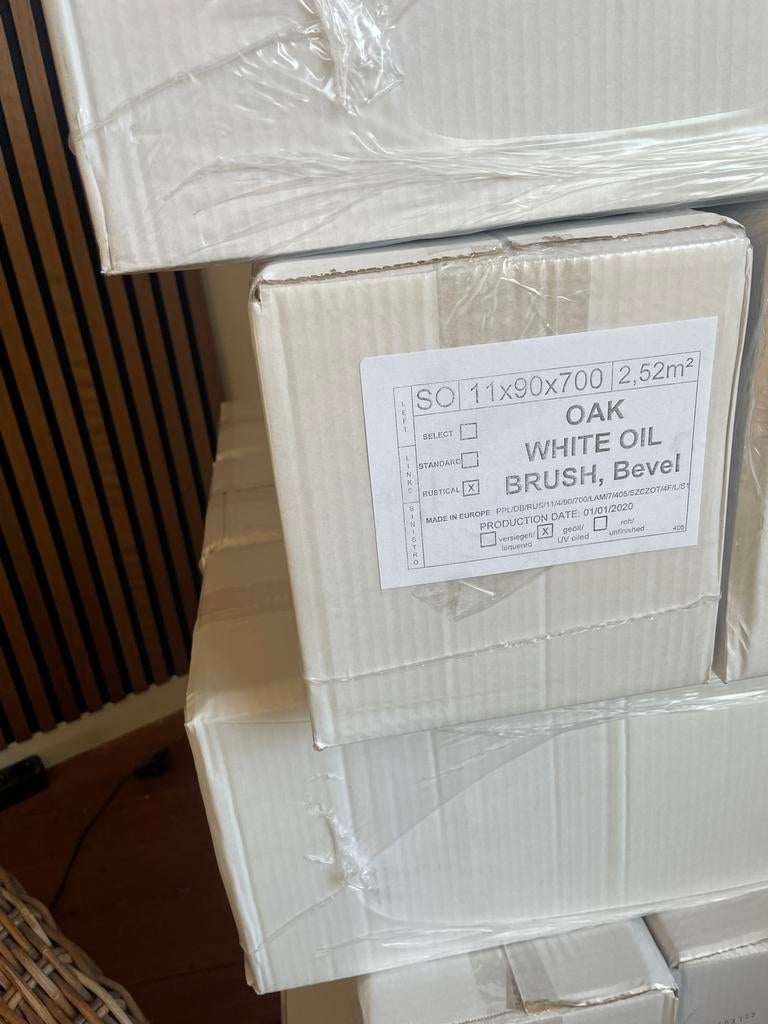 SO 11x90x700 2,52m²
LEFT
LINKS
SINISTRO
SELECT
STANDARD
RUSTICAL X
OAK
WHITE OIL
BRUSH, Bevel
MADE IN EUROPE PPL/DB/RUS/11/4/90/700/LAM/7/405/SZCZOT/4F/L/S1
PRODUCTION DATE: 01/01/2020
versiegelt/ X geölt/ roh/
laquered UV oiled unfinished 405